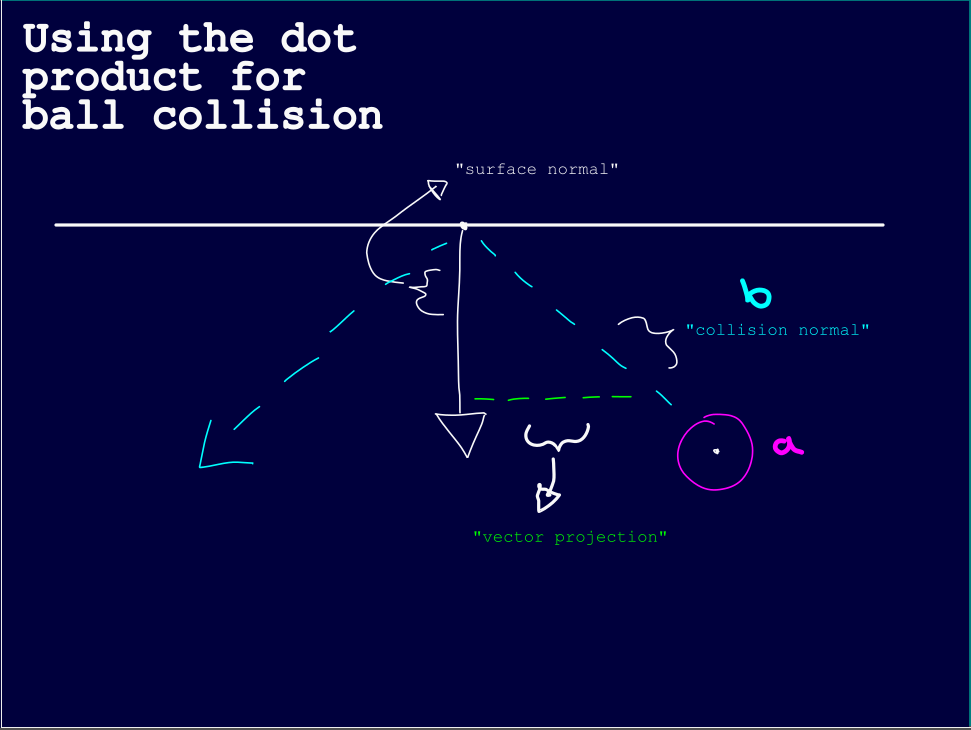 Using the dot
product for
ball collision
"surface normal"
b
"collision normal"
a
"vector projection"